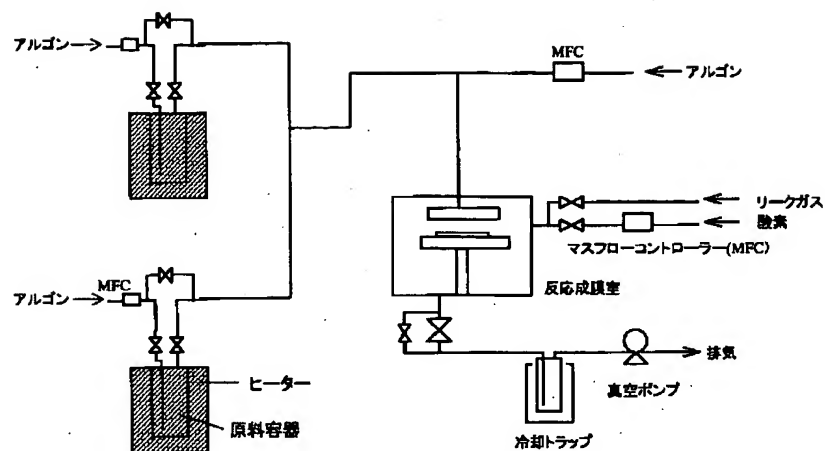 アルゴン
MFC
アルゴン
リークガス
酸素
マスフローコントローラー(MFC)
反応成膜室
MFC
アルゴン
ヒーター
原料容器
排気
真空ポンプ
冷却トラップ